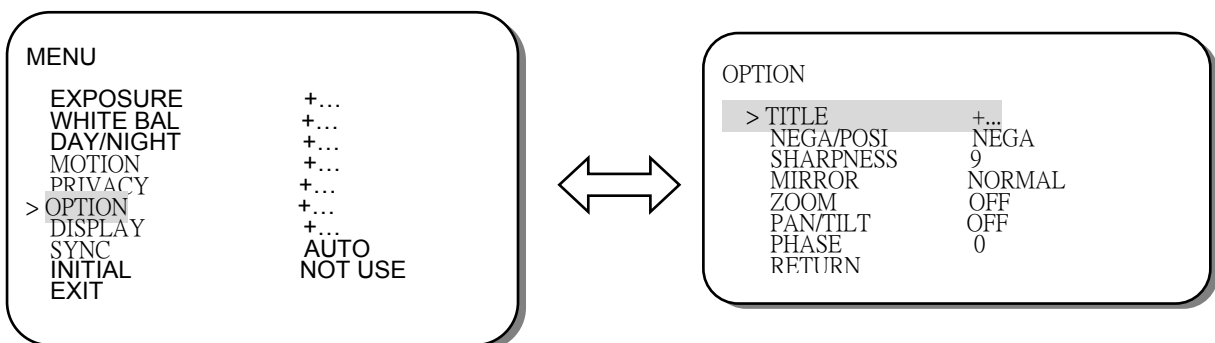 MENU
EXPOSURE +...
WHITE BAL +...
DAY/NIGHT +...
MOTION +...
PRIVACY +...
> OPTION +...
DISPLAY +...
SYNC AUTO
INITIAL NOT USE
EXIT
OPTION
> TITLE +...
NEGA/POSI NEGA
SHARPNESS 9
MIRROR NORMAL
ZOOM OFF
PAN/TILT OFF
PHASE 0
RETURN